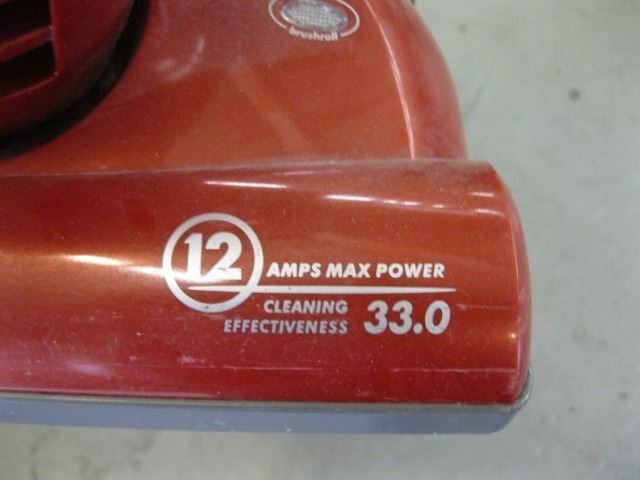 brushroll
12 AMPS MAX POWER
CLEANING
EFFECTIVENESS 33.0